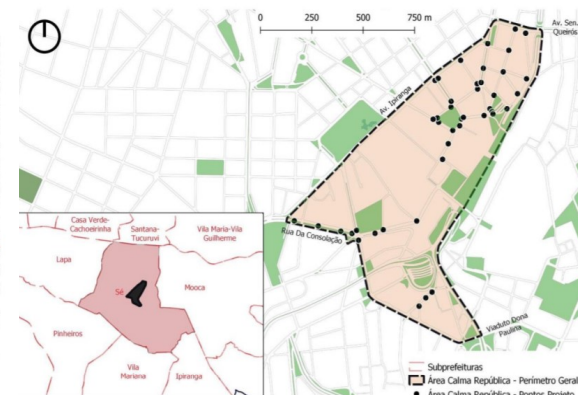 0 250 500 750 m
Av. Sen.
Queirós
Av. Ipiranga
Rua Da Consolação
Viaduto Dona
Paulina
Casa Verde-
Cachoeirinha
Santana-
Tucuruvi
Vila Maria-Vila
Guilherme
Lapa
Sé
Mooca
Pinheiros
Vila
Mariana
Ipiranga
Subprefeituras
Área Calma República - Perímetro Geral
Área Calma República - Pontos Projeto